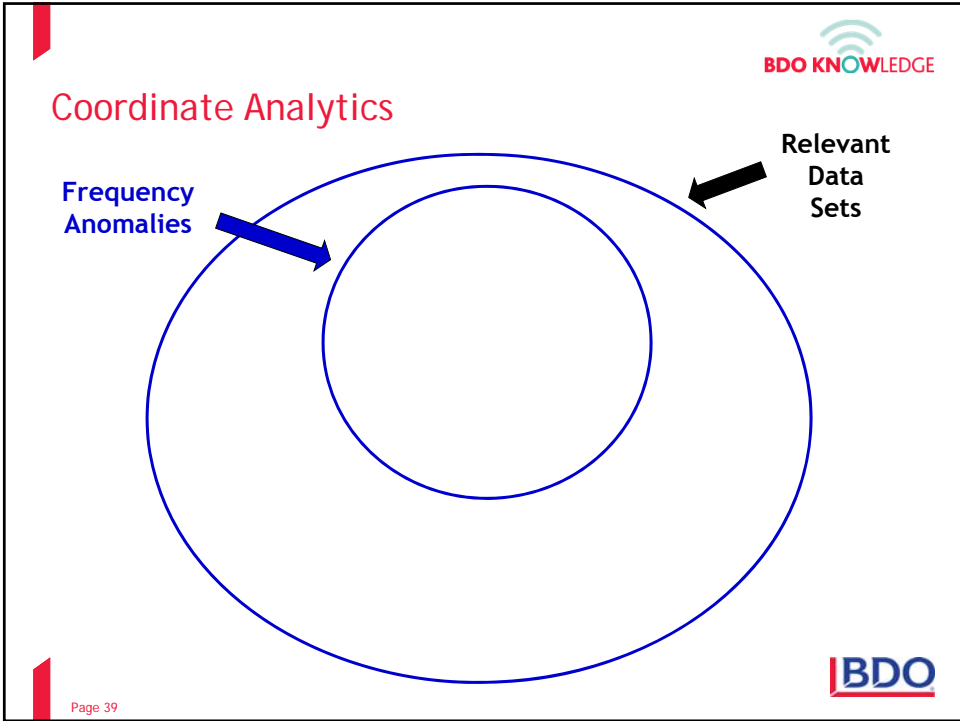 BDO KNOWLEDGE
Coordinate Analytics
Relevant
Data
Sets
Frequency
Anomalies
BDO
Page 39